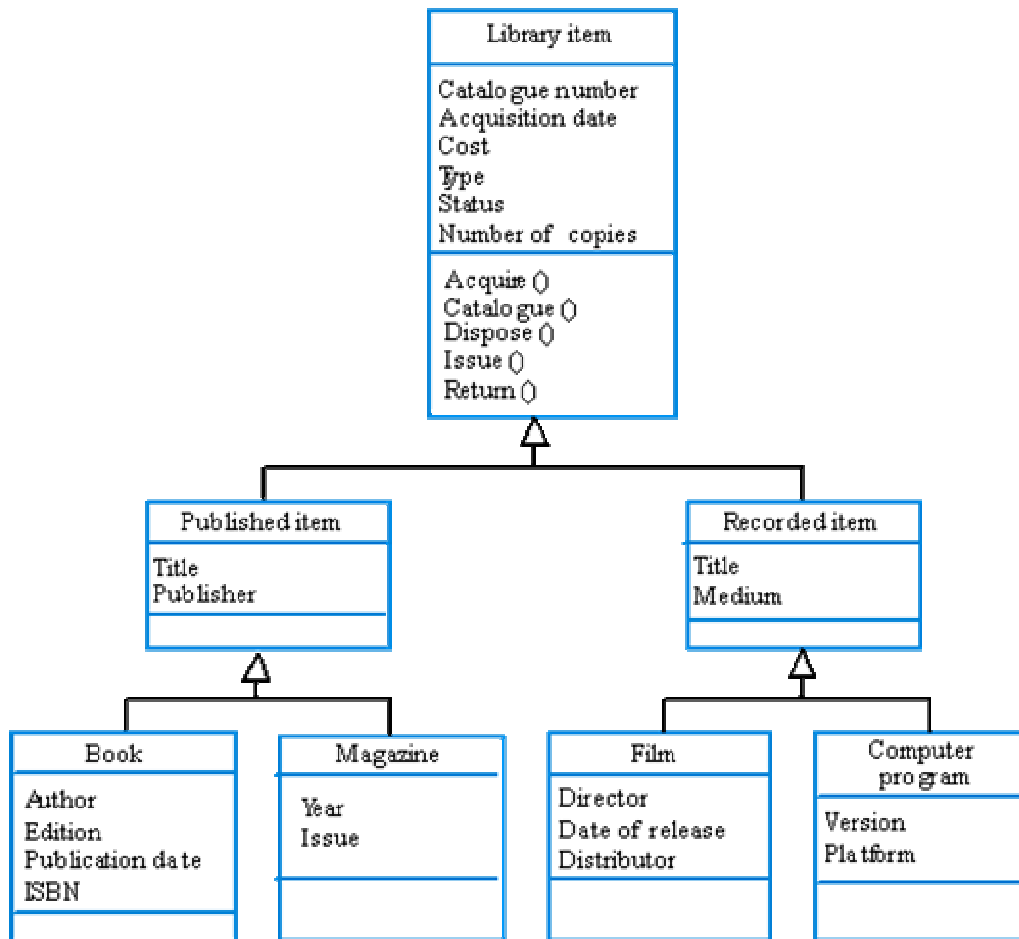 Library item
Catalogue number
Acquisition date
Cost
Type
Status
Number of copies
Acquire ()
Catalogue ()
Dispose ()
Issue ()
Return ()
Published item
Title
Publisher
Recorded item
Title
Medium
Book
Author
Edition
Publication date
ISBN
Magazine
Year
Issue
Film
Director
Date of release
Distributor
Computer
program
Version
Platform